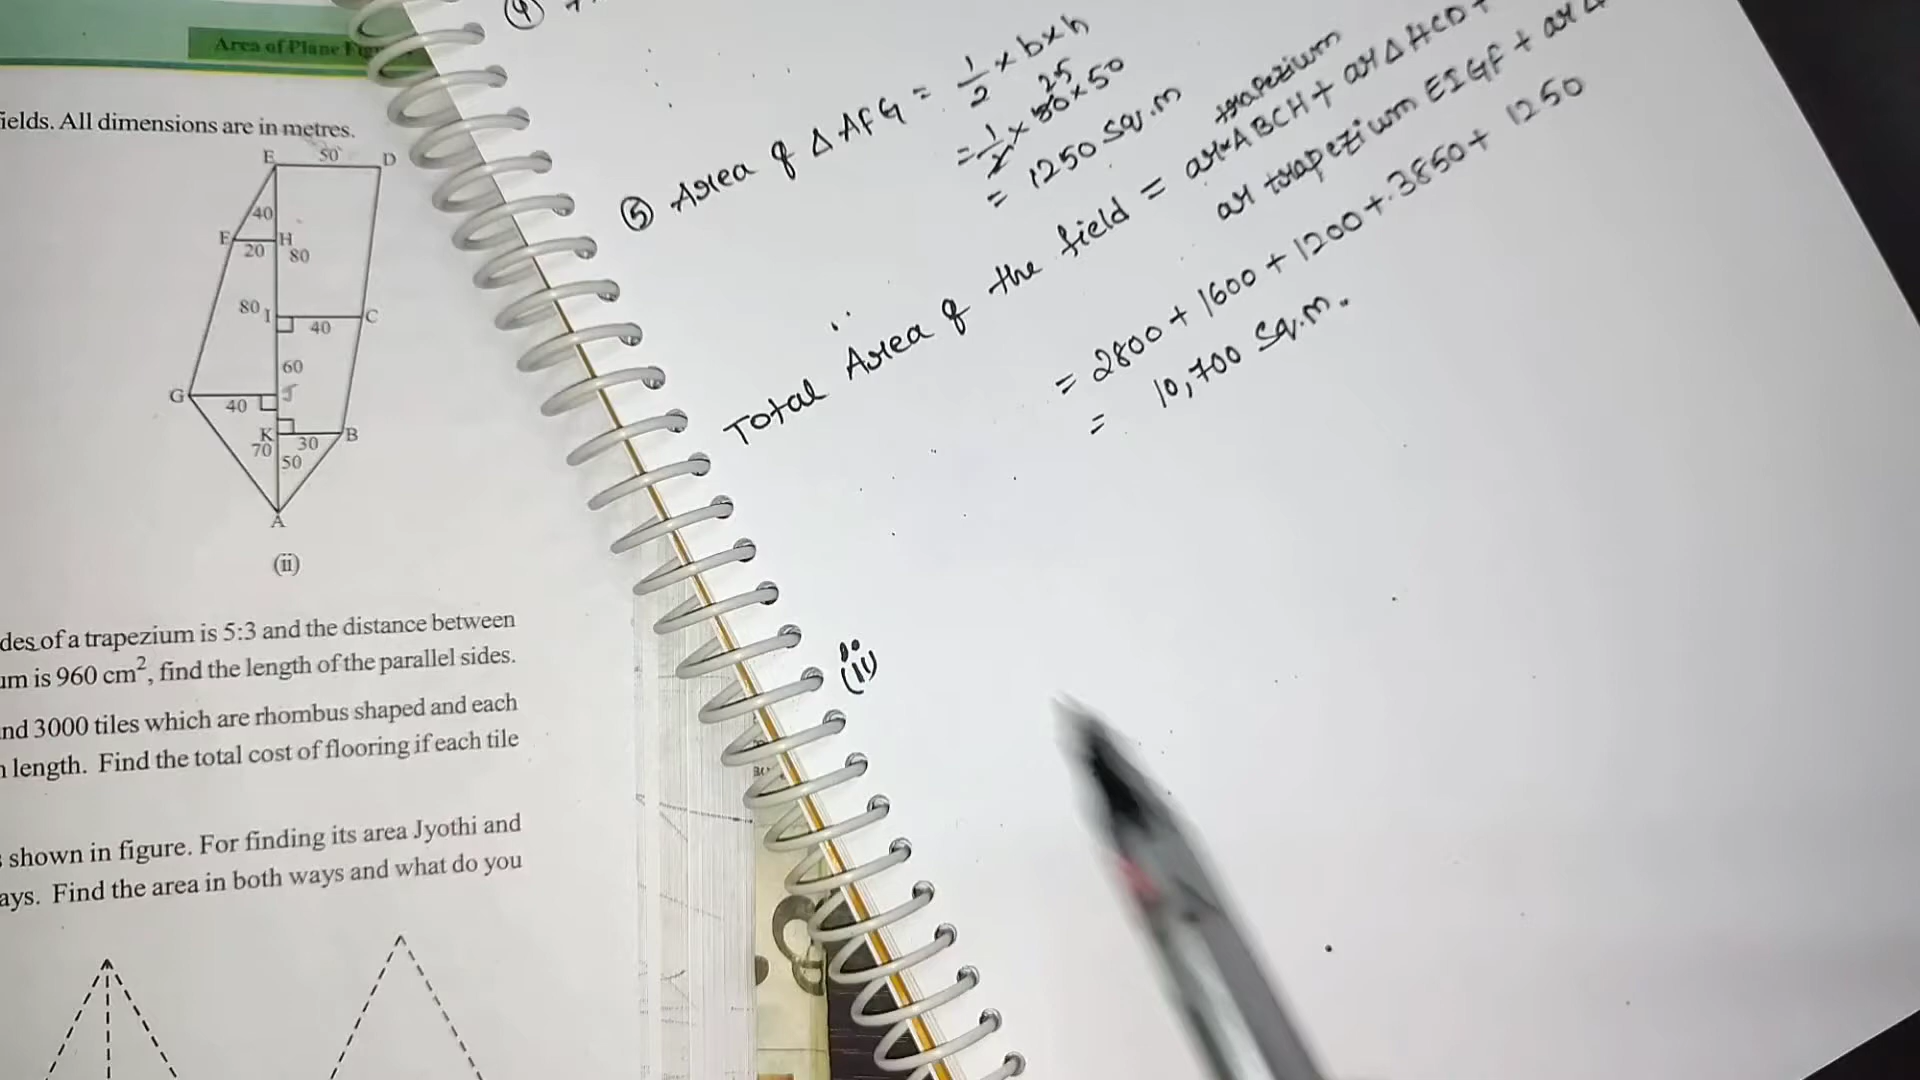 Area of Plane Figu
ields. All dimensions are in metres.
E 50 D
40
F H
20 80
80 I C
40
60
G J
40
K B
70 30
50
A
(ii)
des of a trapezium is 5:3 and the distance between
um is 960 cm², find the length of the parallel sides.
nd 3000 tiles which are rhombus shaped and each
length. Find the total cost of flooring if each tile
shown in figure. For finding its area Jyothi and
ays. Find the area in both ways and what do you
④
⑤ Area of Δ AFG = 1/2 × b × h
25
= 1/2 × 50 × 50
= 1250 sq.m
∴
trapezium
Total Area of the field = ar ABCH + ar Δ HCD +
ar trapezium EIGF + ar Δ
= 2800 + 1600 + 1200 + 3850 + 1250
= 10,700 sq.m.
(ii)